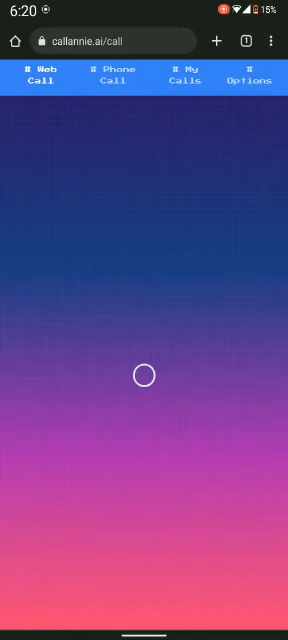 6:20
15%
callannie.ai/call
1
# Web Call
# Phone Call
# My Calls
# Options